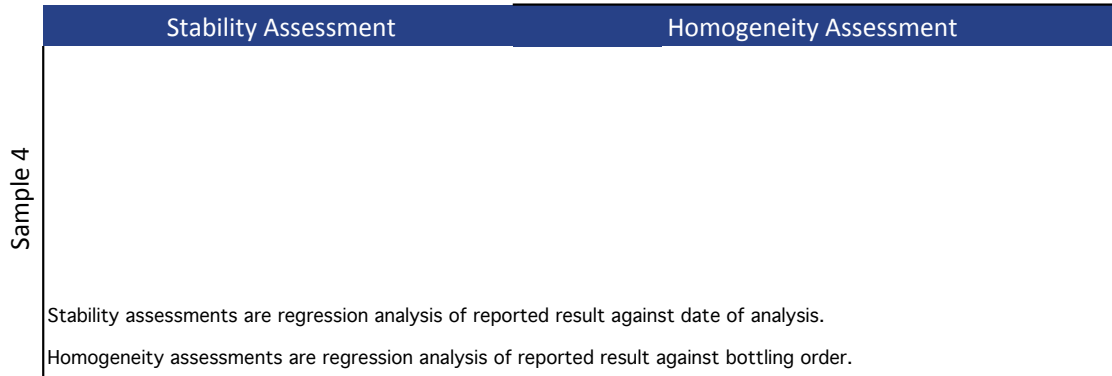 Stability Assessment
Homogeneity Assessment
Sample 4
Stability assessments are regression analysis of reported result against date of analysis.
Homogeneity assessments are regression analysis of reported result against bottling order.